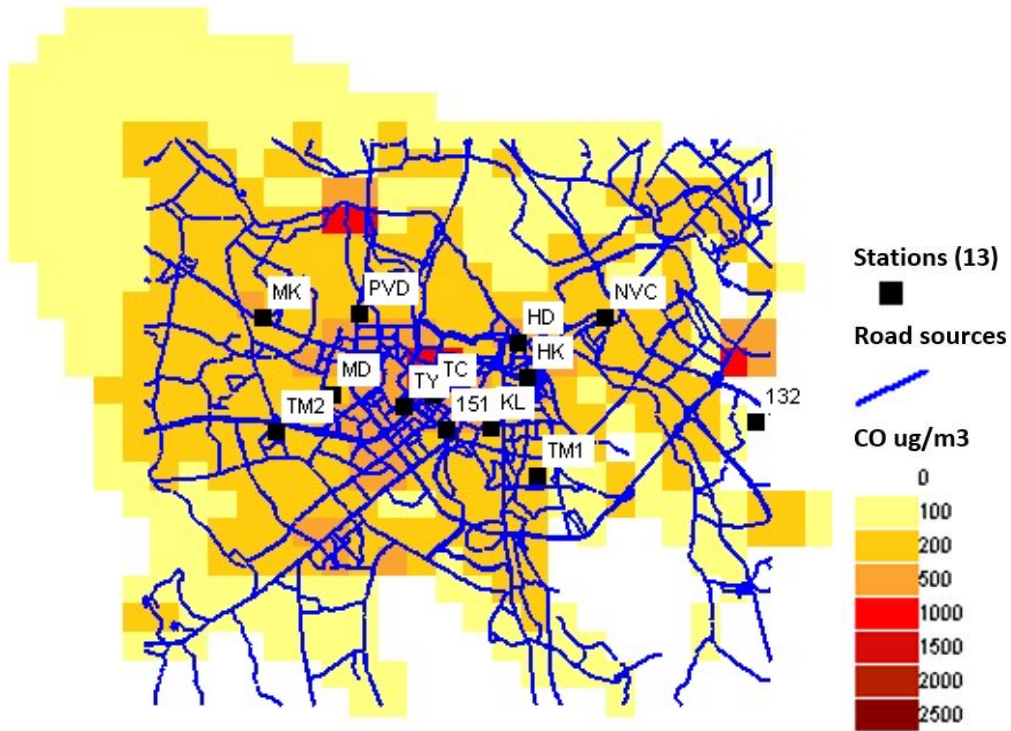 MK
PVD
NVC
HD
HK
MD
TY
TC
TM2
151
KL
132
TM1
Stations (13)
Road sources
CO ug/m3
0
100
200
500
1000
1500
2000
2500